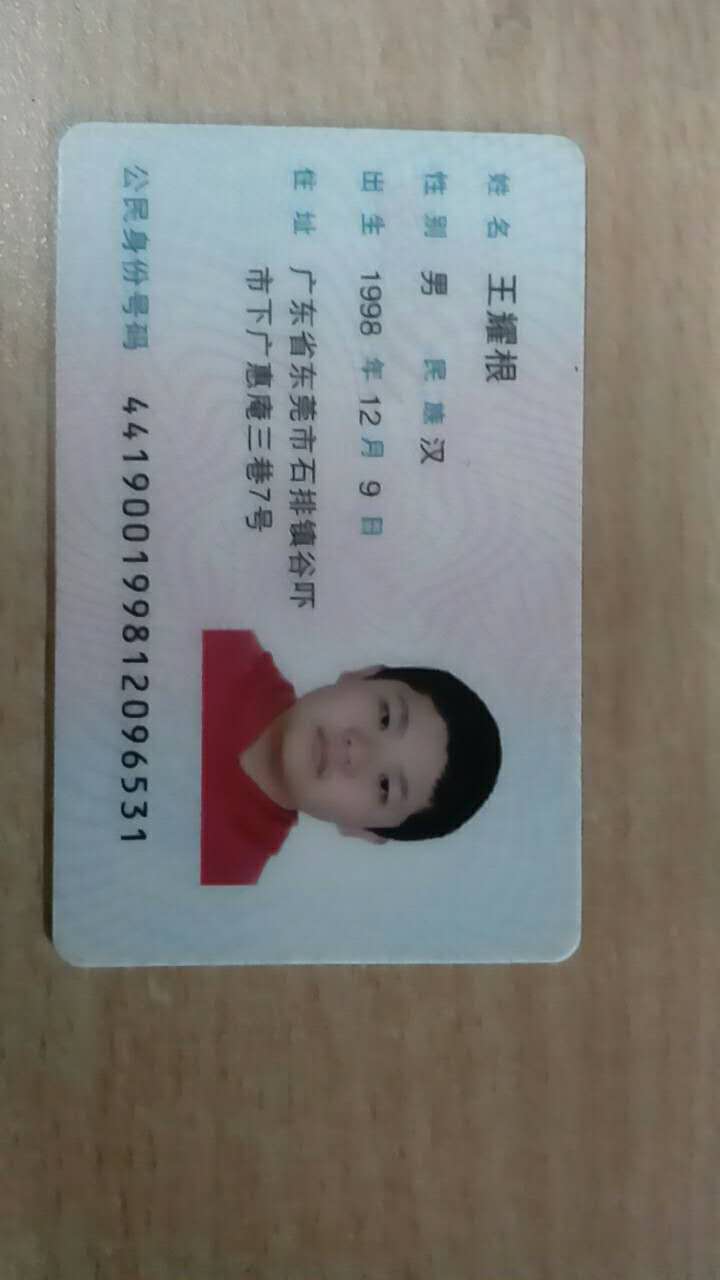 姓名 王耀根
性别 男 民族 汉
出生 1998 年 12 月 9 日
住址 广东省东莞市石排镇谷吓
市下广惠庵三巷7号
公民身份号码 441900199812096531